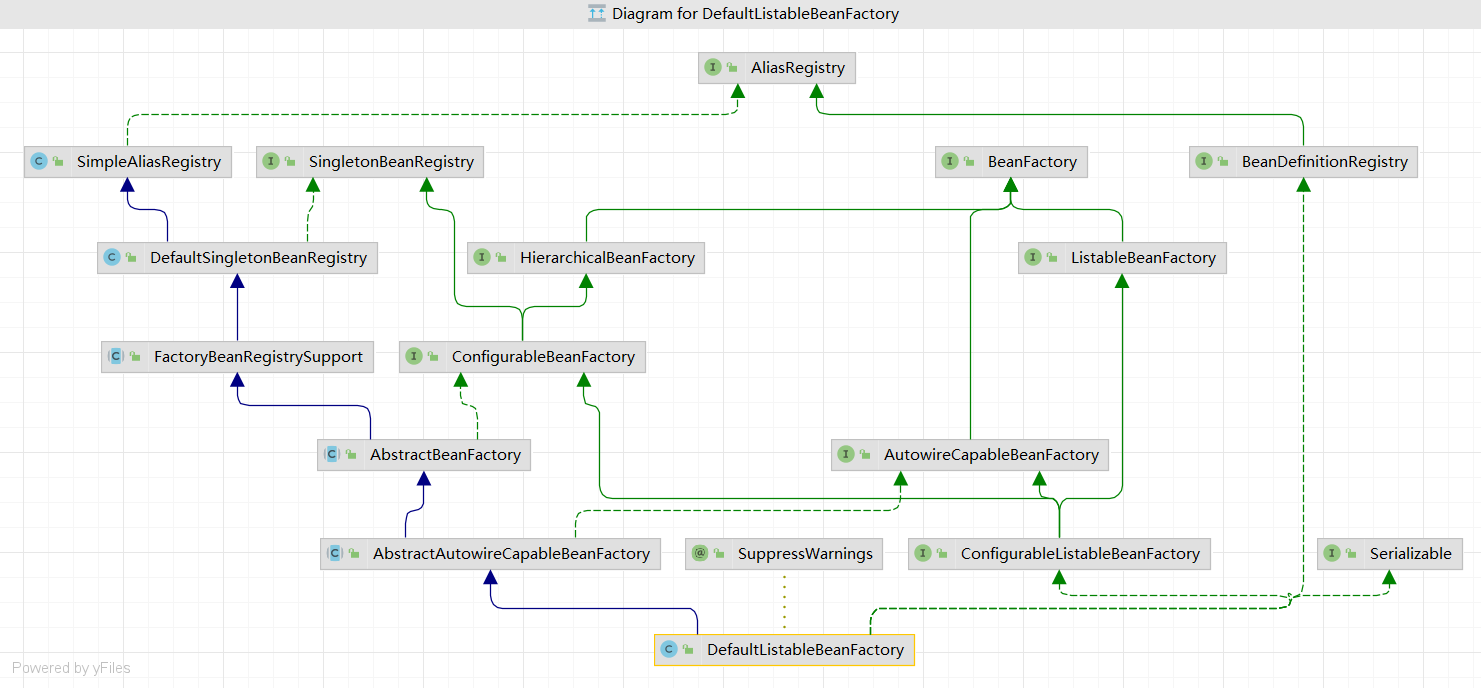 Diagram for DefaultListableBeanFactory
I AliasRegistry
C SimpleAliasRegistry
I SingletonBeanRegistry
I BeanFactory
I BeanDefinitionRegistry
C DefaultSingletonBeanRegistry
I HierarchicalBeanFactory
I ListableBeanFactory
C FactoryBeanRegistrySupport
I ConfigurableBeanFactory
C AbstractBeanFactory
I AutowireCapableBeanFactory
C AbstractAutowireCapableBeanFactory
@ SuppressWarnings
I ConfigurableListableBeanFactory
I Serializable
C DefaultListableBeanFactory
Powered by yFiles